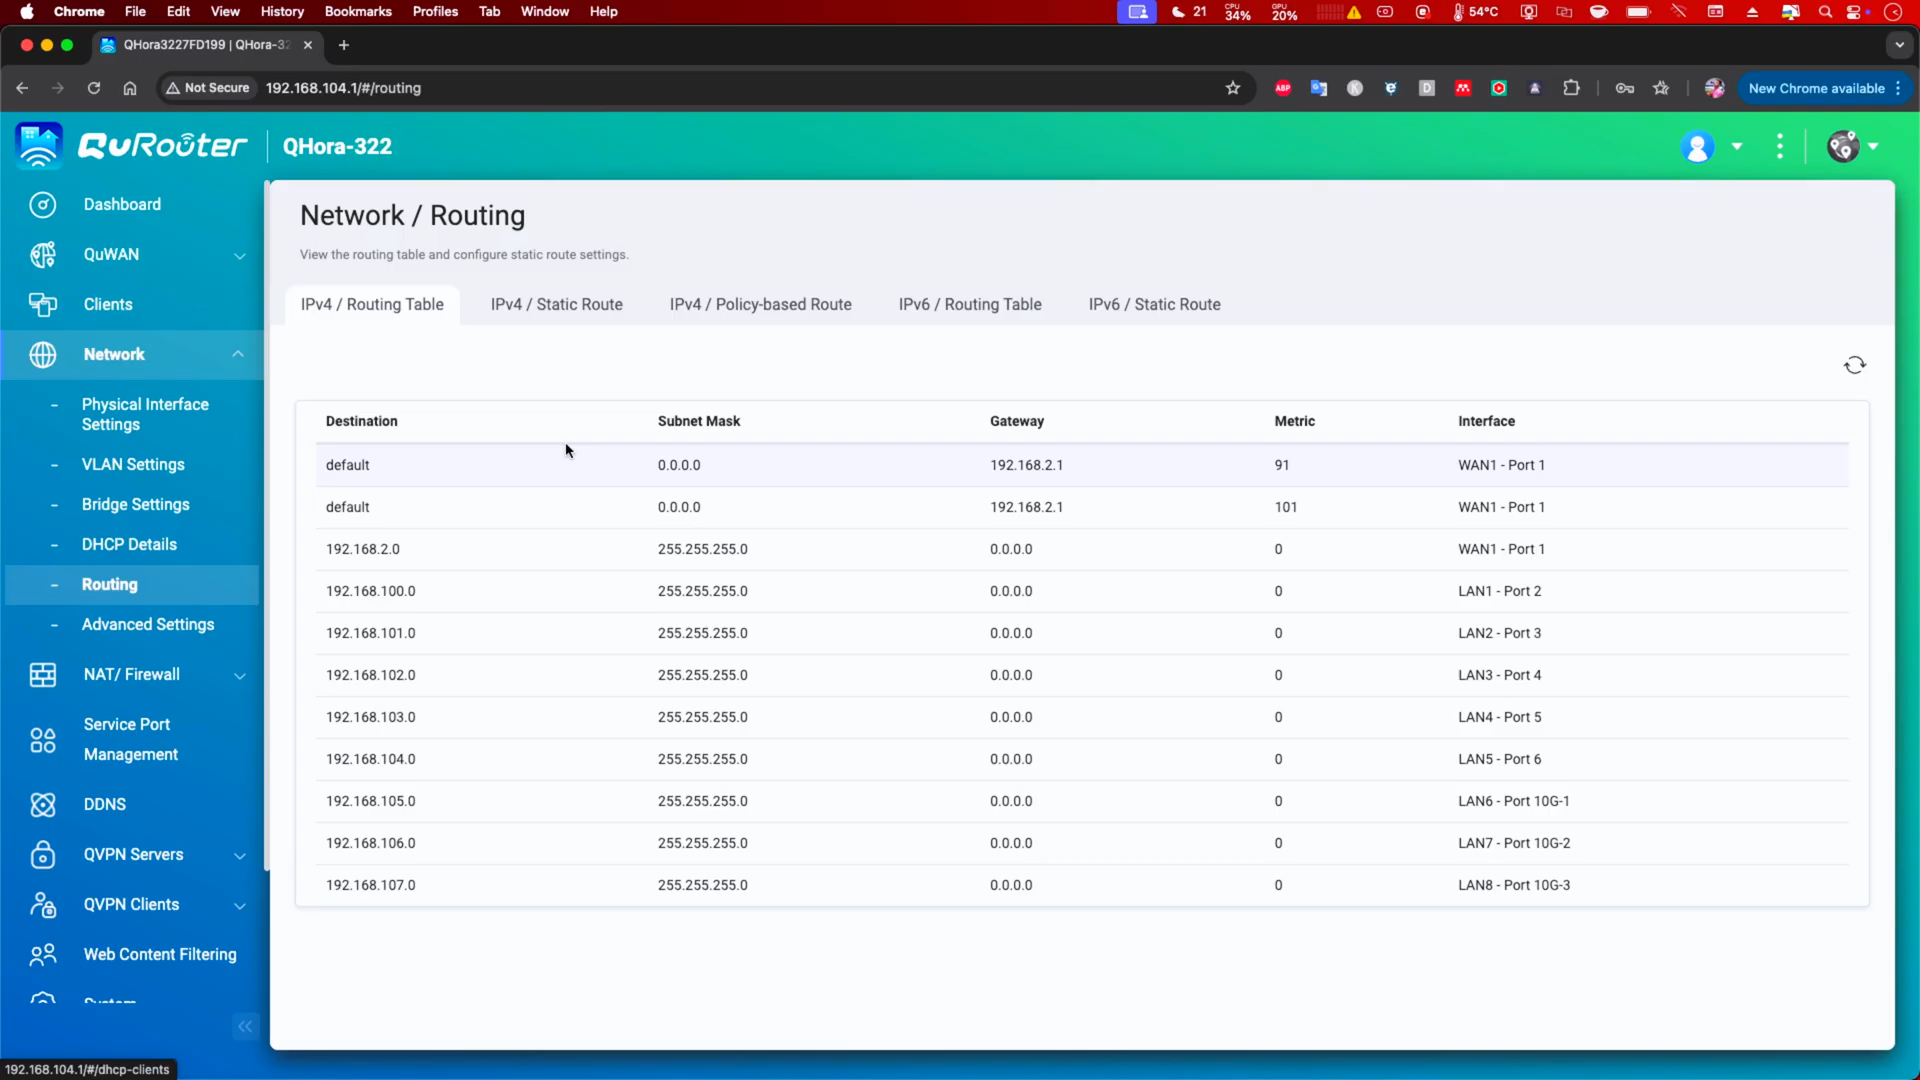 Chrome File Edit View History Bookmarks Profiles Tab Window Help 21 CPU 34% GPU 20% 54°C
QHora3227FD199 | QHora-32
Not Secure 192.168.104.1/#/routing ABP New Chrome available
QuRouter QHora-322
Dashboard
QuWAN
Clients
Network
- Physical Interface
Settings
- VLAN Settings
- Bridge Settings
- DHCP Details
- Routing
- Advanced Settings
NAT/ Firewall
Service Port
Management
DDNS
QVPN Servers
QVPN Clients
Web Content Filtering
System
192.168.104.1/#/dhcp-clients
Network / Routing
View the routing table and configure static route settings.
IPv4 / Routing Table IPv4 / Static Route IPv4 / Policy-based Route IPv6 / Routing Table IPv6 / Static Route
Destination Subnet Mask Gateway Metric Interface
default 0.0.0.0 192.168.2.1 91 WAN1 - Port 1
default 0.0.0.0 192.168.2.1 101 WAN1 - Port 1
192.168.2.0 255.255.255.0 0.0.0.0 0 WAN1 - Port 1
192.168.100.0 255.255.255.0 0.0.0.0 0 LAN1 - Port 2
192.168.101.0 255.255.255.0 0.0.0.0 0 LAN2 - Port 3
192.168.102.0 255.255.255.0 0.0.0.0 0 LAN3 - Port 4
192.168.103.0 255.255.255.0 0.0.0.0 0 LAN4 - Port 5
192.168.104.0 255.255.255.0 0.0.0.0 0 LAN5 - Port 6
192.168.105.0 255.255.255.0 0.0.0.0 0 LAN6 - Port 10G-1
192.168.106.0 255.255.255.0 0.0.0.0 0 LAN7 - Port 10G-2
192.168.107.0 255.255.255.0 0.0.0.0 0 LAN8 - Port 10G-3